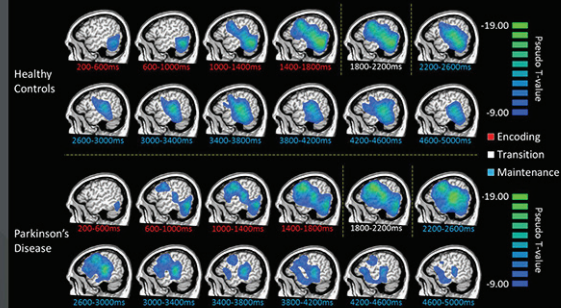 -19.00
200-600ms 600-1000ms 1000-1400ms 1400-1800ms 1800-2200ms 2200-2600ms
Healthy
Controls
Pseudo T-value
2600-3000ms 3000-3400ms 3400-3800ms 3800-4200ms 4200-4600ms 4600-5000ms
-9.00
Encoding
Transition
Maintenance
-19.00
200-600ms 600-1000ms 1000-1400ms 1400-1800ms 1800-2200ms 2200-2600ms
Parkinson's
Disease
Pseudo T-value
2600-3000ms 3000-3400ms 3400-3800ms 3800-4200ms 4200-4600ms 4600-5000ms
-9.00